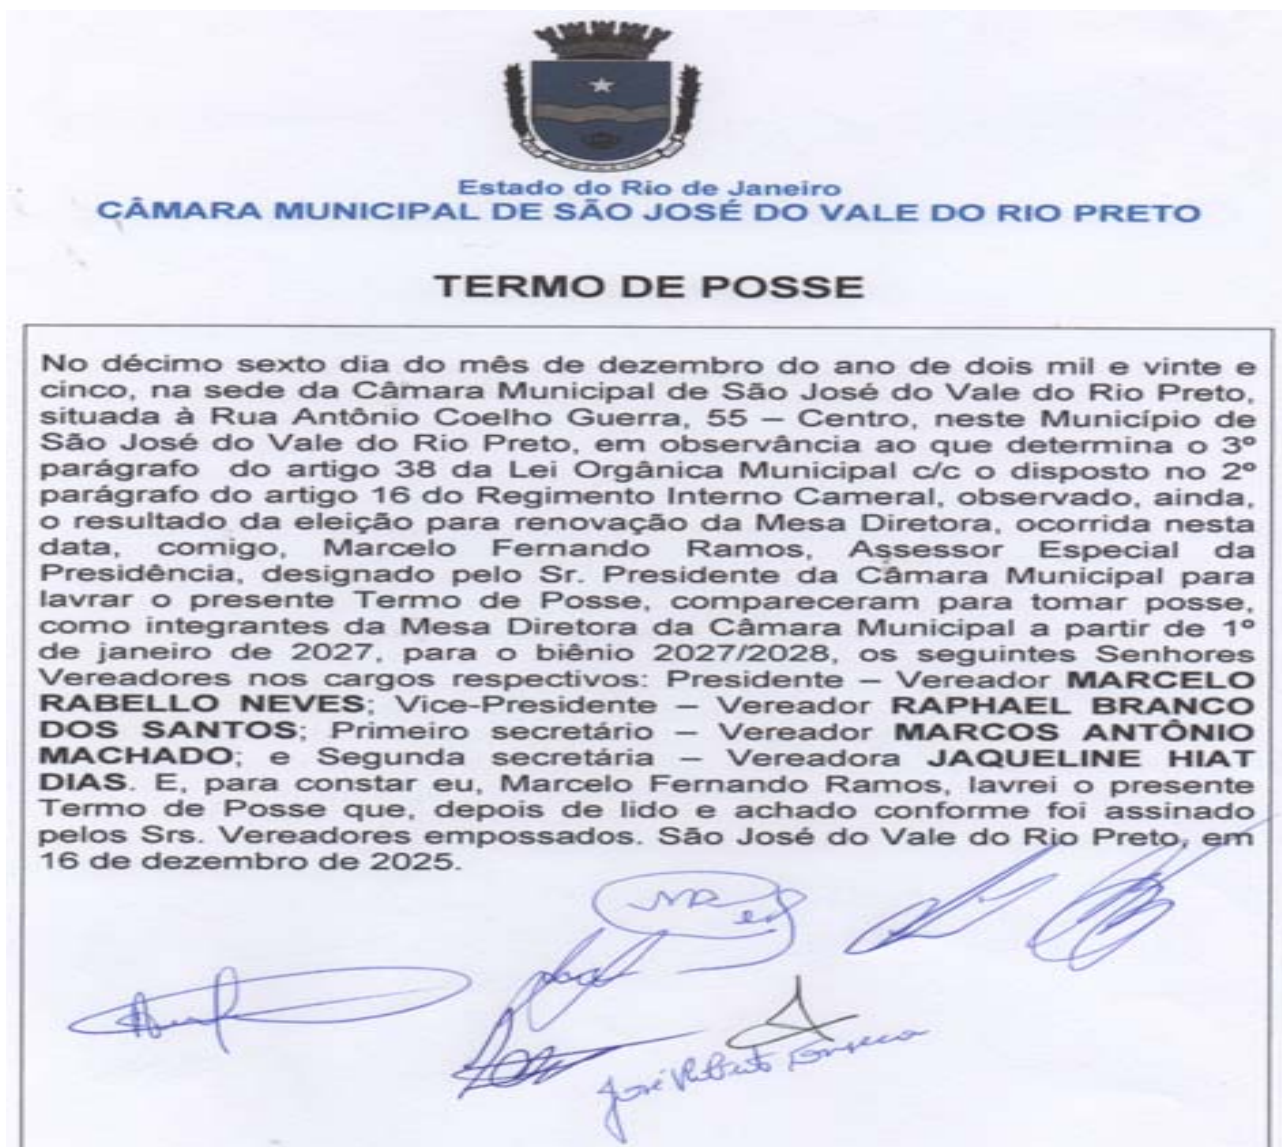 Estado do Rio de Janeiro
CÂMARA MUNICIPAL DE SÃO JOSÉ DO VALE DO RIO PRETO
TERMO DE POSSE
No décimo sexto dia do mês de dezembro do ano de dois mil e vinte e
cinco, na sede da Câmara Municipal de São José do Vale do Rio Preto,
situada à Rua Antônio Coelho Guerra, 55 – Centro, neste Município de
São José do Vale do Rio Preto, em observância ao que determina o 3º
parágrafo do artigo 38 da Lei Orgânica Municipal c/c o disposto no 2º
parágrafo do artigo 16 do Regimento Interno Cameral, observado, ainda,
o resultado da eleição para renovação da Mesa Diretora, ocorrida nesta
data, comigo, Marcelo Fernando Ramos, Assessor Especial da
Presidência, designado pelo Sr. Presidente da Câmara Municipal para
lavrar o presente Termo de Posse, compareceram para tomar posse,
como integrantes da Mesa Diretora da Câmara Municipal a partir de 1º
de janeiro de 2027, para o biênio 2027/2028, os seguintes Senhores
Vereadores nos cargos respectivos: Presidente – Vereador MARCELO
RABELLO NEVES; Vice-Presidente – Vereador RAPHAEL BRANCO
DOS SANTOS; Primeiro secretário – Vereador MARCOS ANTÔNIO
MACHADO; e Segunda secretária – Vereadora JAQUELINE HIAT
DIAS. E, para constar eu, Marcelo Fernando Ramos, lavrei o presente
Termo de Posse que, depois de lido e achado conforme foi assinado
pelos Srs. Vereadores empossados. São José do Vale do Rio Preto, em
16 de dezembro de 2025.
José Roberto Fonseca